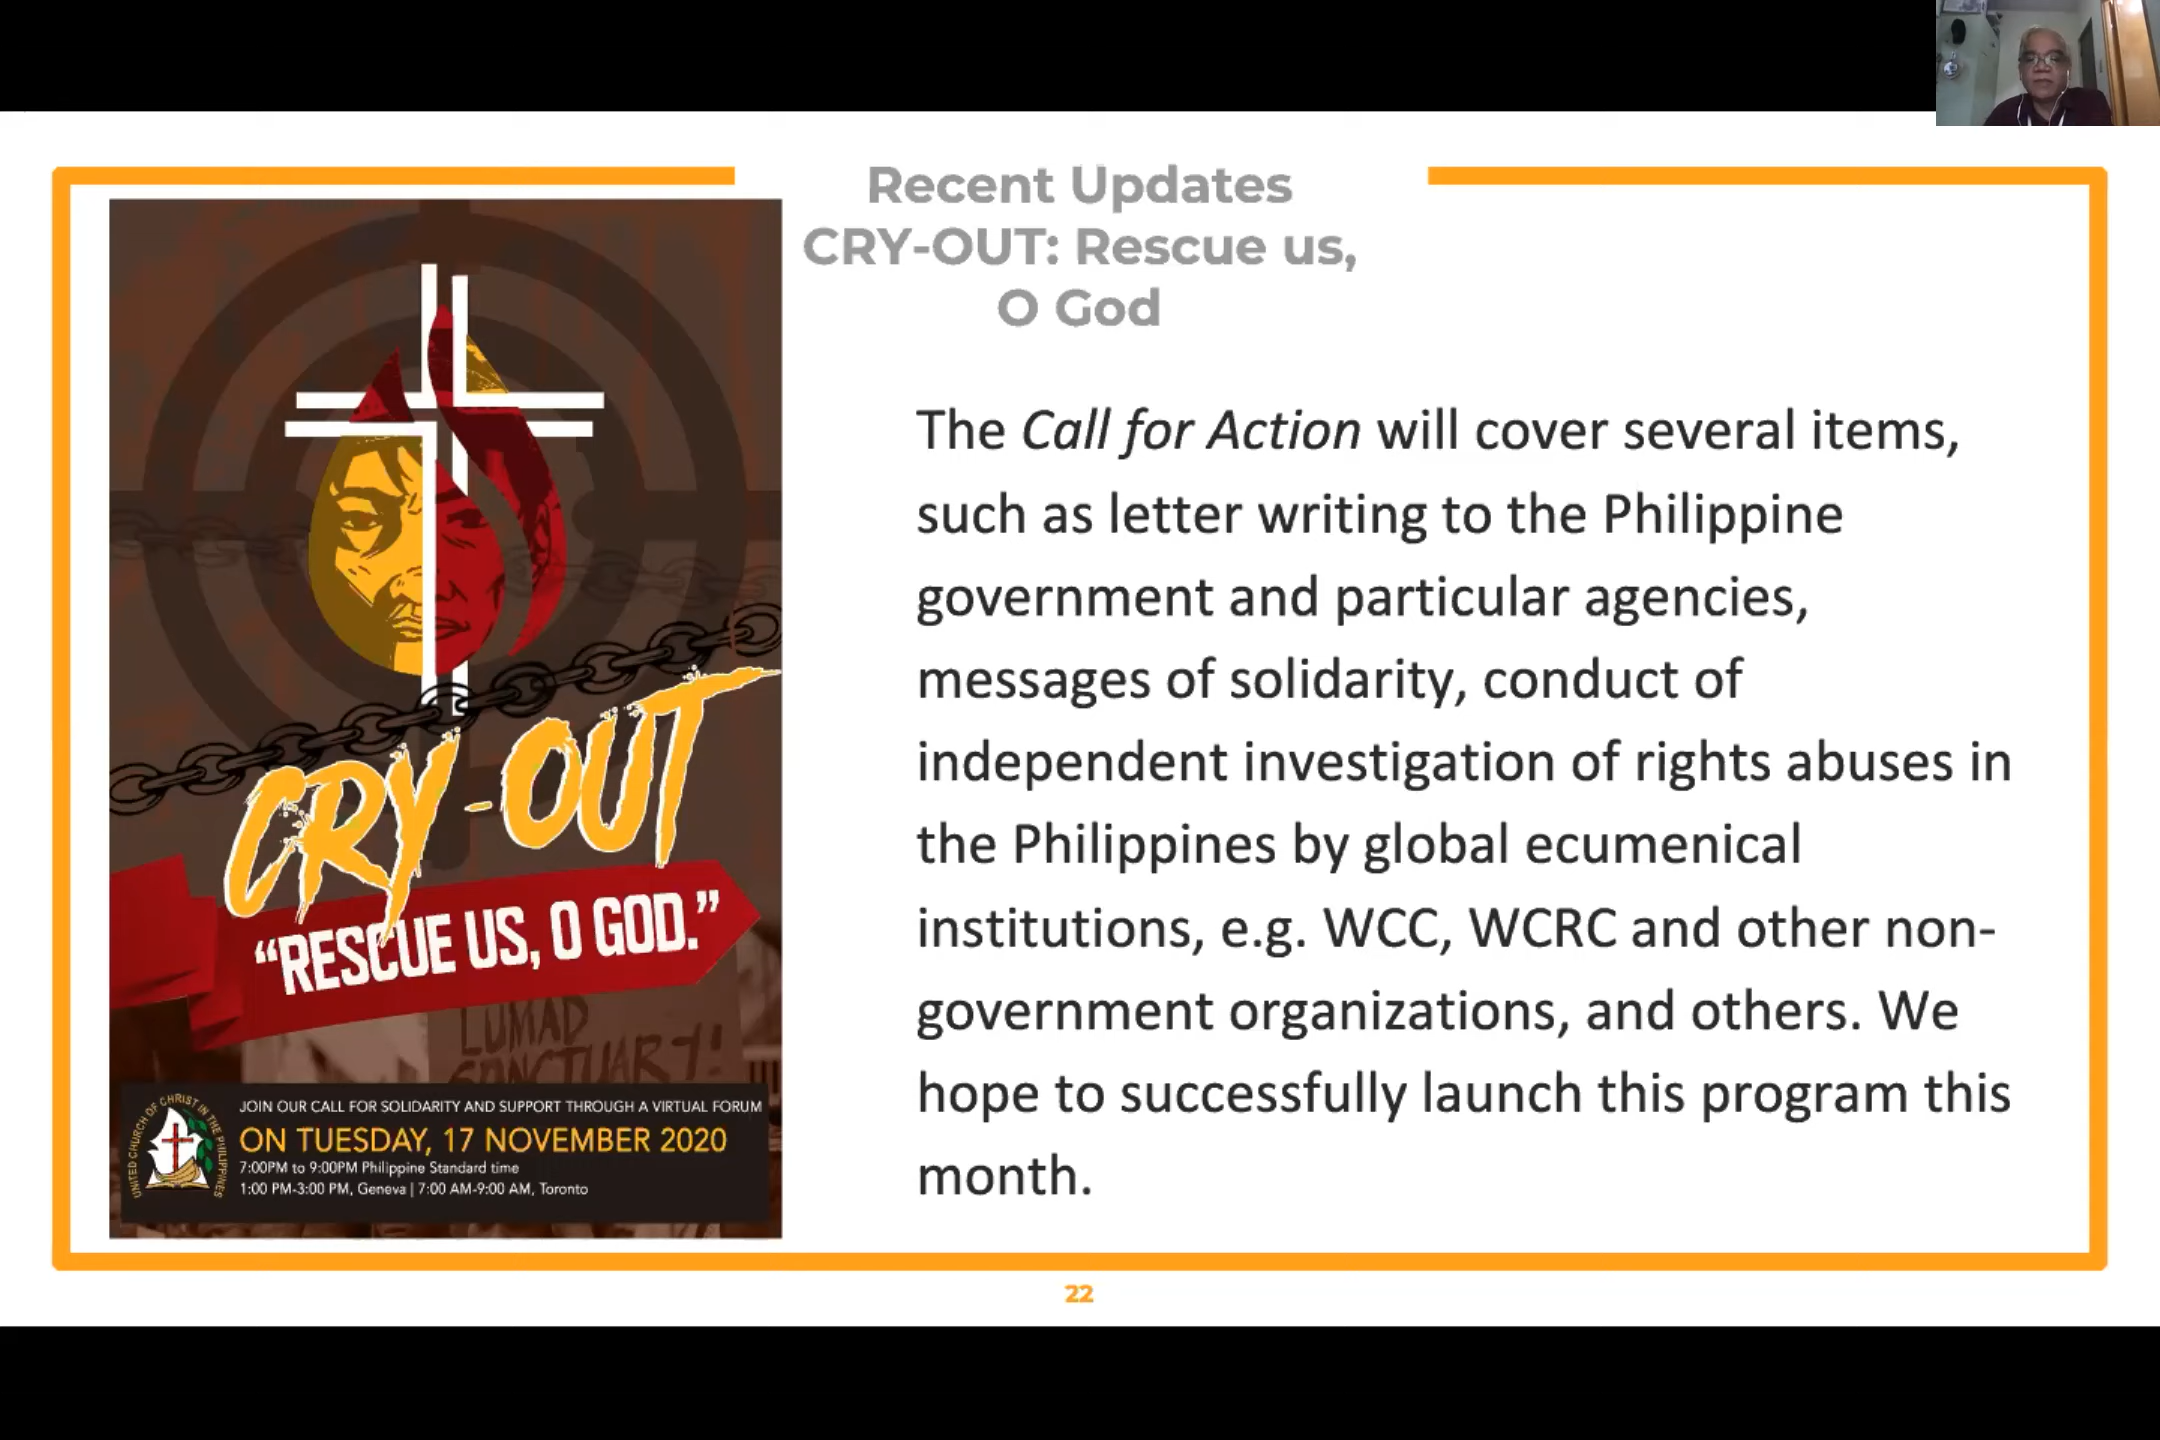 Recent Updates
CRY-OUT: Rescue us,
O God
The Call for Action will cover several items,
such as letter writing to the Philippine
government and particular agencies,
messages of solidarity, conduct of
independent investigation of rights abuses in
the Philippines by global ecumenical
institutions, e.g. WCC, WCRC and other non-
government organizations, and others. We
hope to successfully launch this program this
month.
CRY-OUT
“RESCUE US, O GOD.”
LUMAD
SANCTUARY!
UNITED CHURCH OF CHRIST IN THE PHILIPPINES
JOIN OUR CALL FOR SOLIDARITY AND SUPPORT THROUGH A VIRTUAL FORUM
ON TUESDAY, 17 NOVEMBER 2020
7:00PM to 9:00PM Philippine Standard time
1:00 PM-3:00 PM, Geneva | 7:00 AM-9:00 AM, Toronto
22